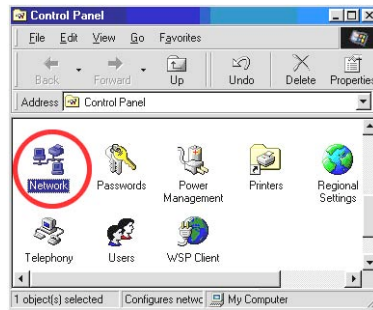 Control Panel
File Edit View Go Favorites
Back Forward Up Undo Delete Properties
Address Control Panel
Network Passwords Power Management Printers Regional Settings
Telephony Users WSP Client
1 object(s) selected Configures netwc My Computer